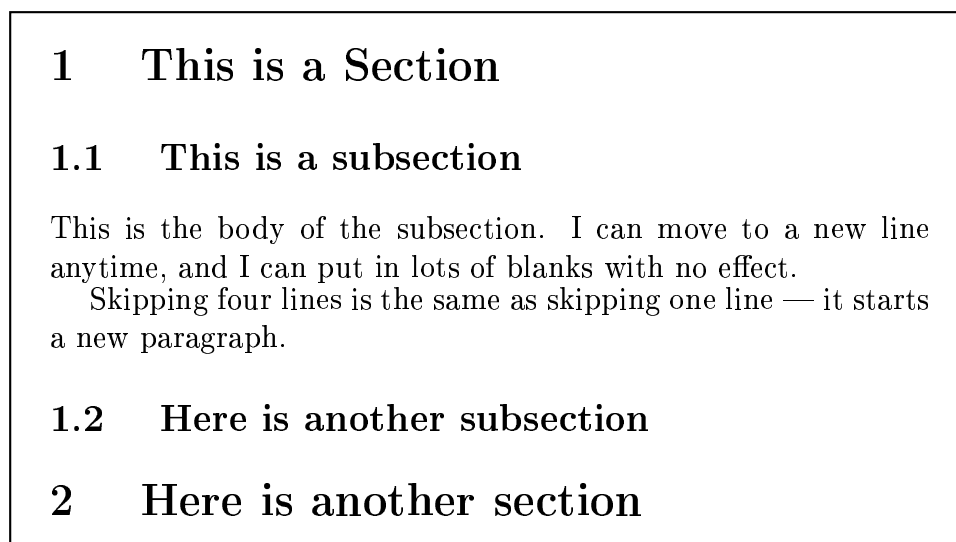 1 This is a Section
1.1 This is a subsection
This is the body of the subsection. I can move to a new line
anytime, and I can put in lots of blanks with no effect.
Skipping four lines is the same as skipping one line — it starts
a new paragraph.
1.2 Here is another subsection
2 Here is another section